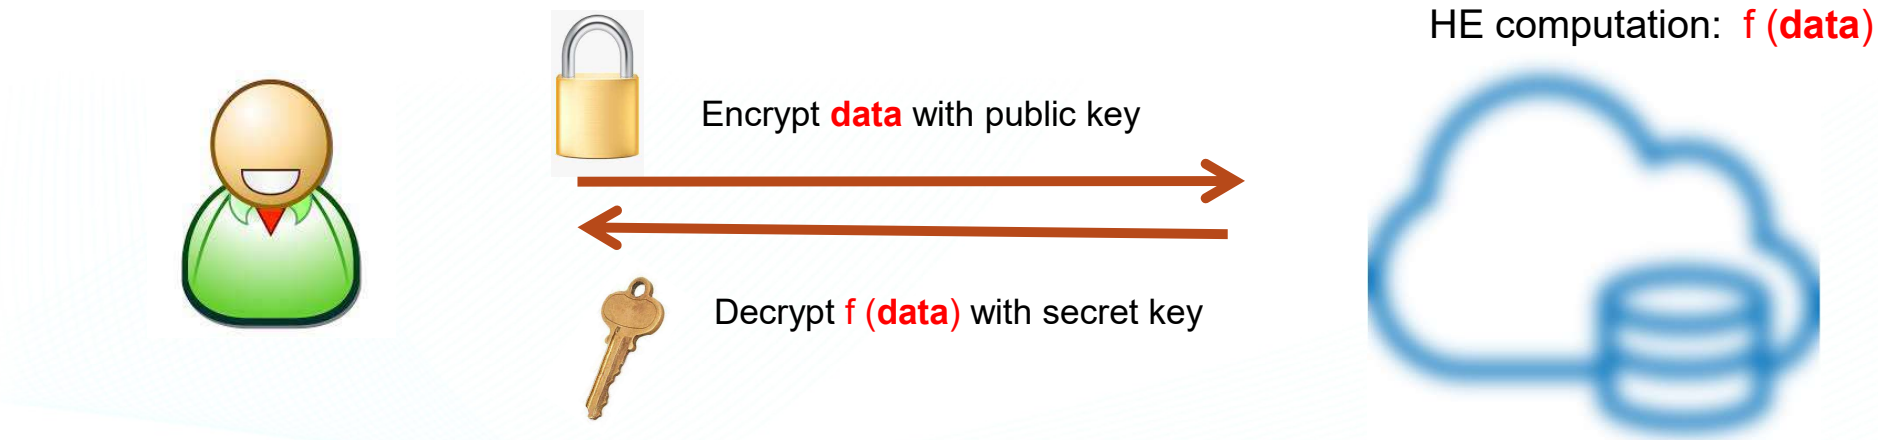 HE computation: f (data)
Encrypt data with public key
Decrypt f (data) with secret key